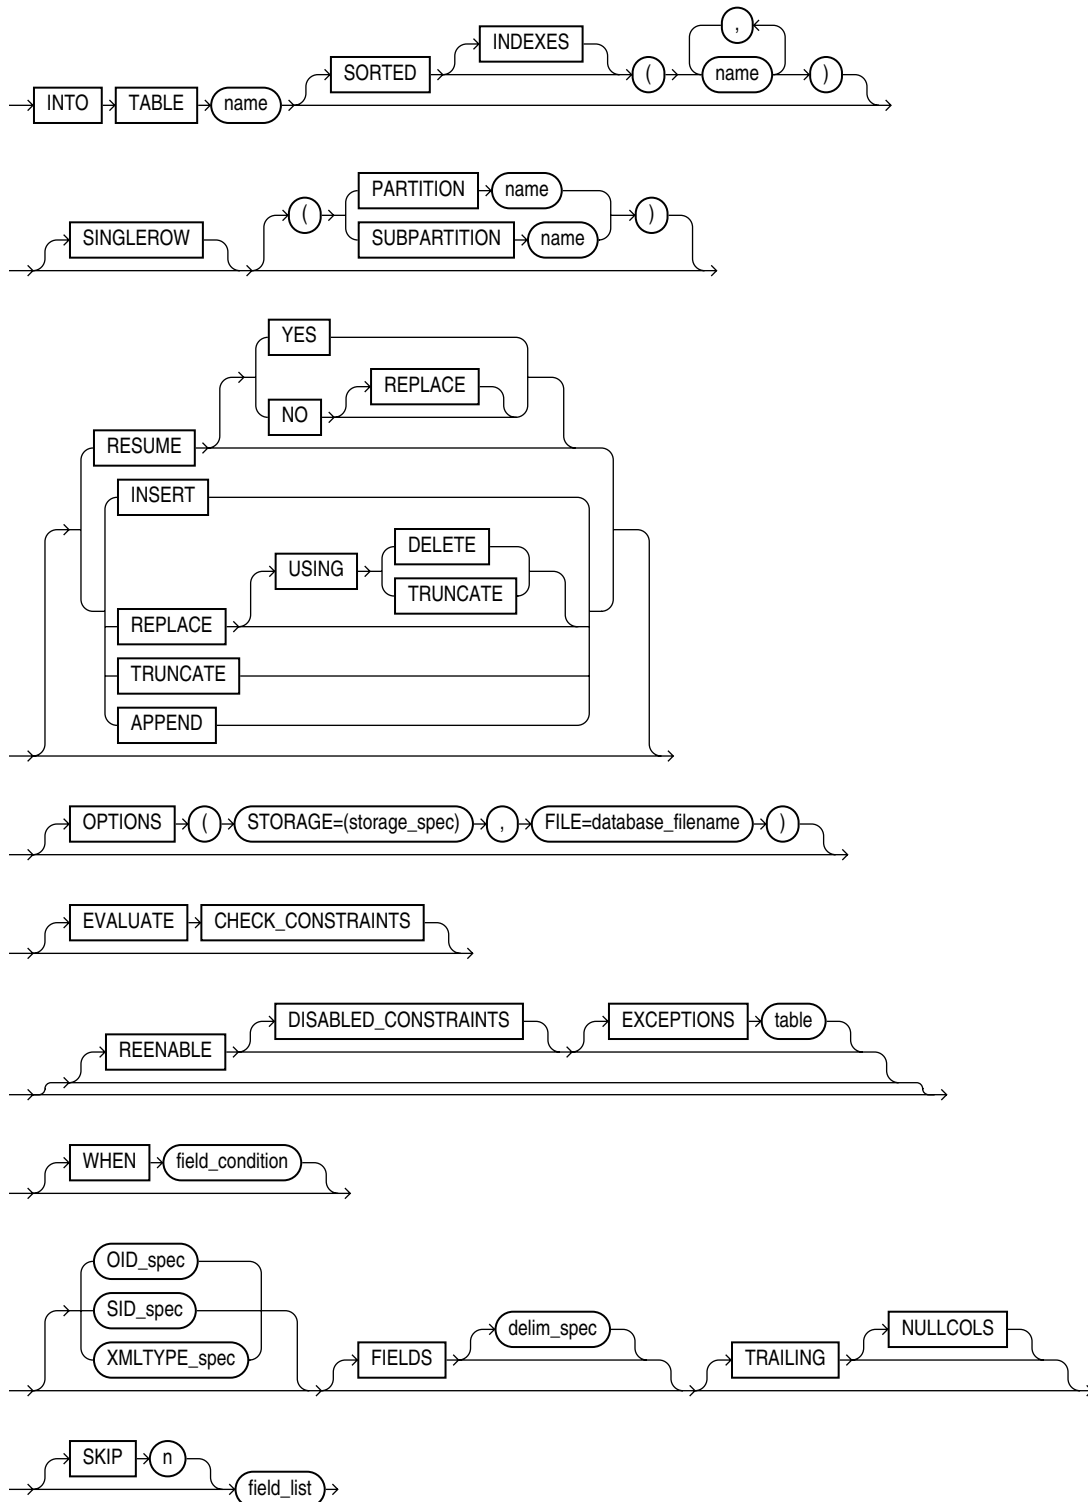 INDEXES ,
SORTED ( name )
INTO TABLE name
PARTITION name
SINGLEROW ( )
SUBPARTITION name
YES
REPLACE
NO
RESUME
INSERT
DELETE
USING
TRUNCATE
REPLACE
TRUNCATE
APPEND
OPTIONS ( STORAGE=(storage_spec) , FILE=database_filename )
EVALUATE CHECK_CONSTRAINTS
DISABLED_CONSTRAINTS EXCEPTIONS table
REENABLE
WHEN field_condition
OID_spec
SID_spec
XMLTYPE_spec
delim_spec NULLCOLS
FIELDS TRAILING
SKIP n
field_list